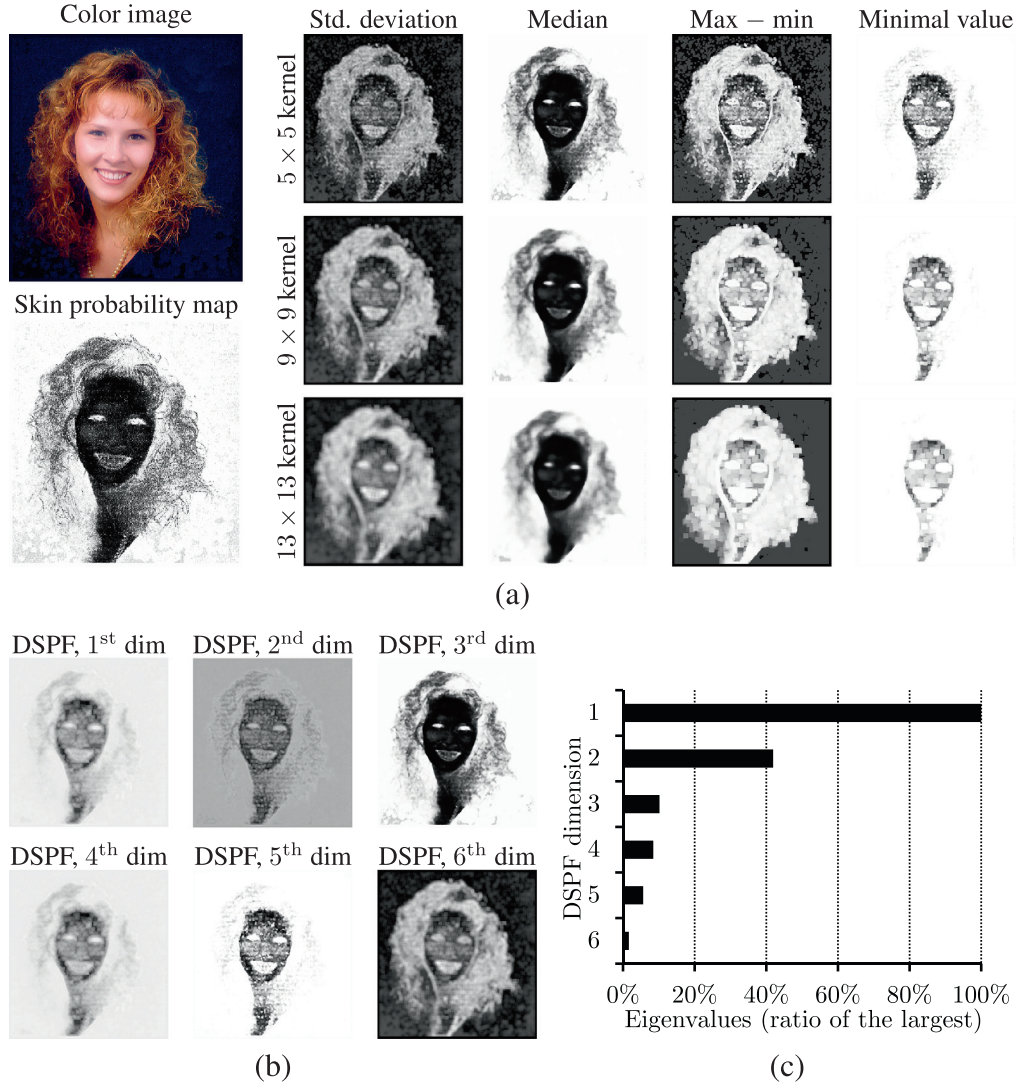 Color image
Std. deviation
Median
Max − min
Minimal value
5 × 5 kernel
Skin probability map
9 × 9 kernel
13 × 13 kernel
(a)
DSPF, 1st dim
DSPF, 2nd dim
DSPF, 3rd dim
DSPF, 4th dim
DSPF, 5th dim
DSPF, 6th dim
(b)
DSPF dimension
1
2
3
4
5
6
0% 20% 40% 60% 80% 100%
Eigenvalues (ratio of the largest)
(c)